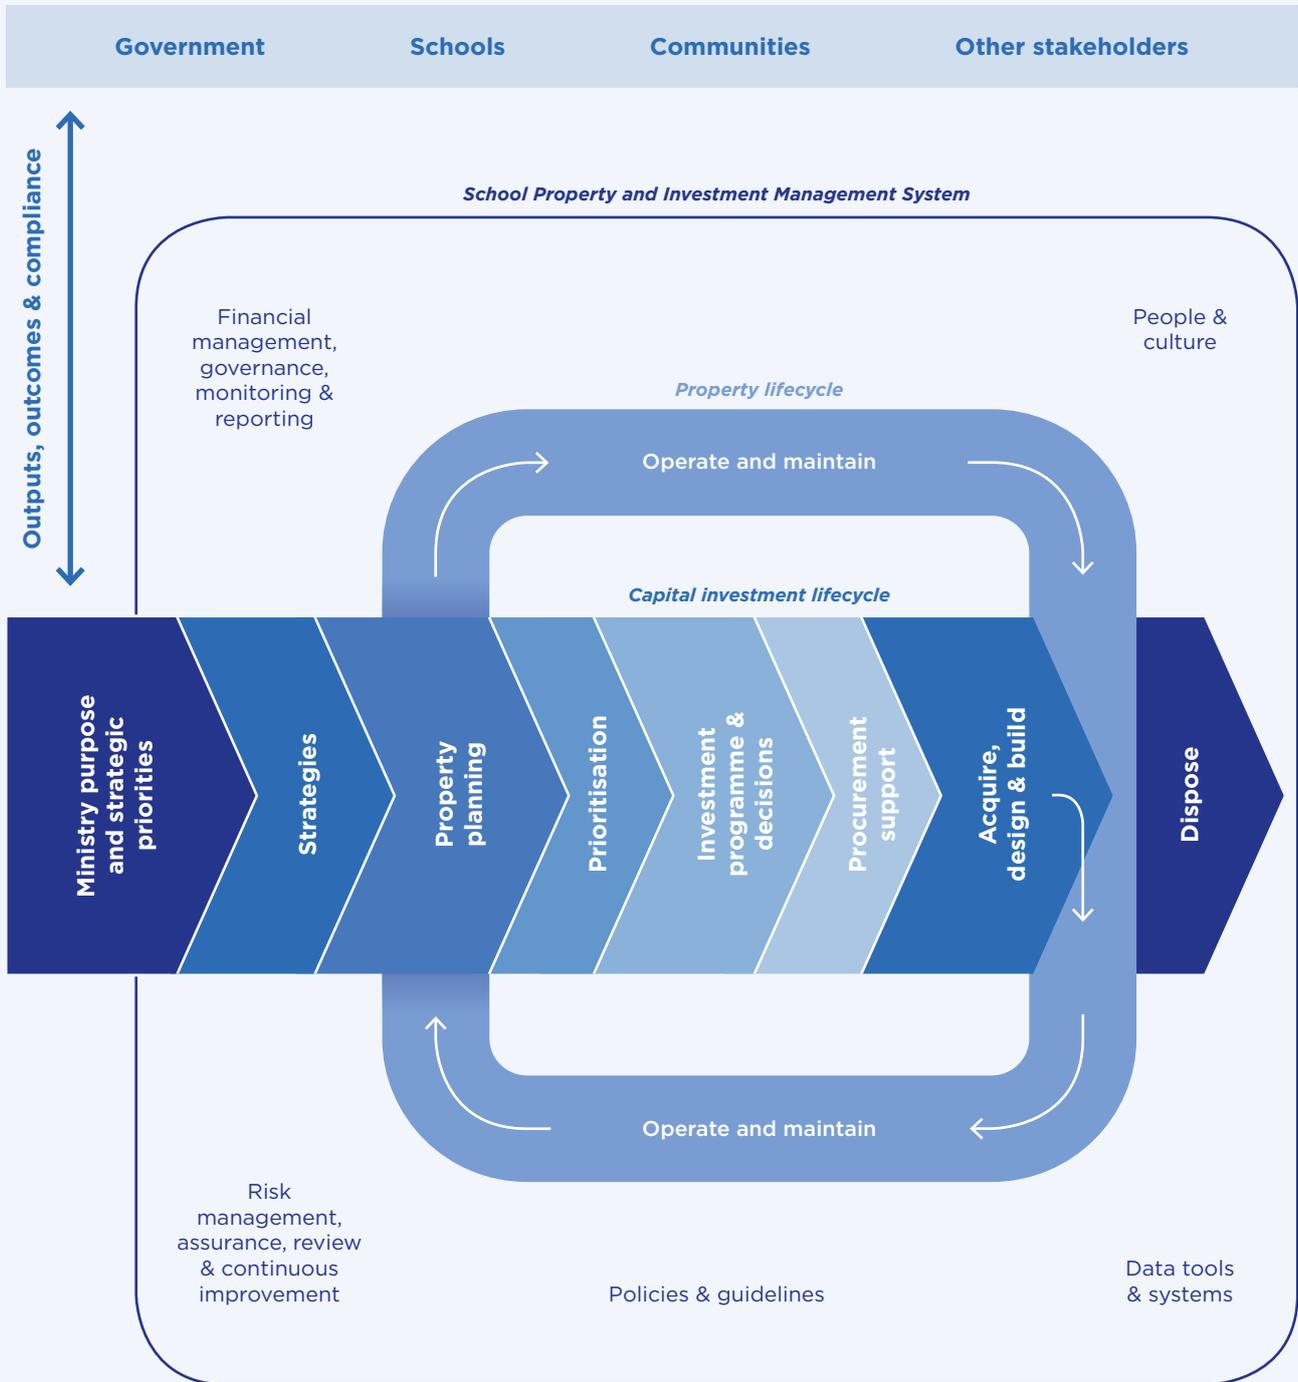 Government
Schools
Communities
Other stakeholders
Outputs, outcomes & compliance
School Property and Investment Management System
Financial
management,
governance,
monitoring &
reporting
People &
culture
Property lifecycle
Operate and maintain
Capital investment lifecycle
Ministry purpose
and strategic
priorities
Strategies
Property
planning
Prioritisation
Investment
programme &
decisions
Procurement
support
Acquire,
design & build
Dispose
Operate and maintain
Risk
management,
assurance, review
& continuous
improvement
Policies & guidelines
Data tools
& systems